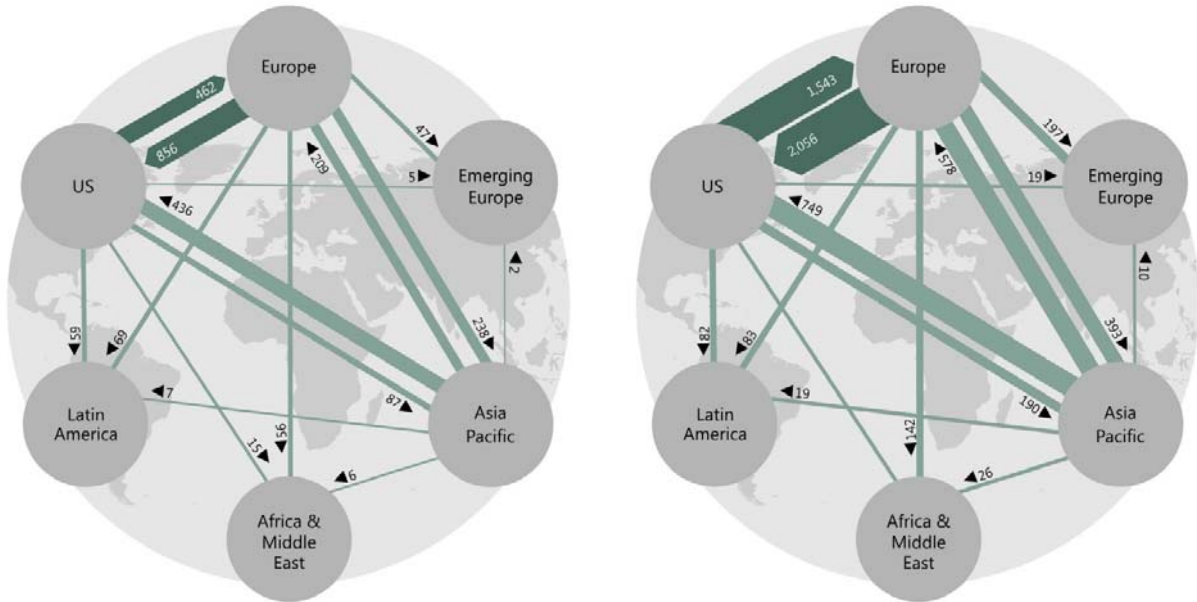 Europe
462
856
47
209
5
US
Emerging
Europe
436
2
65
69
238
87
7
Latin
America
Asia
Pacific
15
56
6
Africa &
Middle
East
Europe
1,543
2,056
197
578
19
US
Emerging
Europe
749
10
28
83
393
190
19
Latin
America
Asia
Pacific
142
26
Africa &
Middle
East